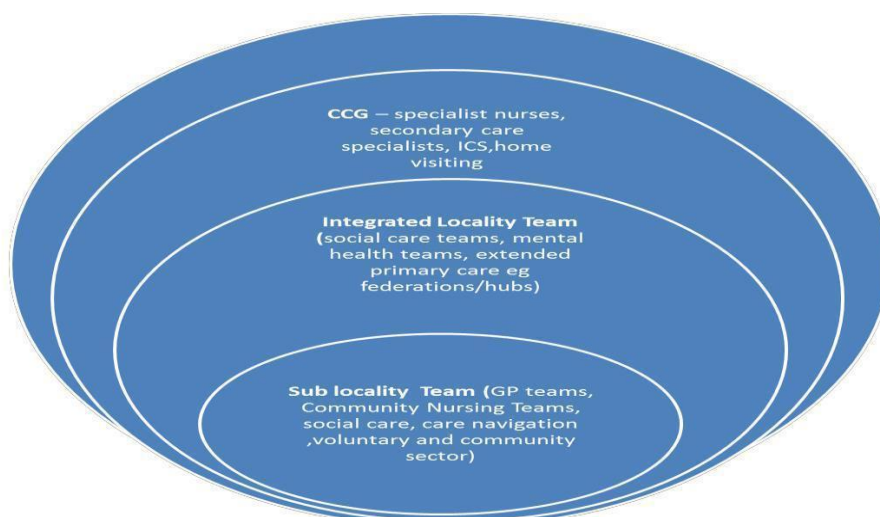 CCG – specialist nurses,
secondary care
specialists, ICS,home
visiting
Integrated Locality Team
(social care teams, mental
health teams, extended
primary care eg
federations/hubs)
Sub locality Team (GP teams,
Community Nursing Teams,
social care, care navigation
,voluntary and community
sector)